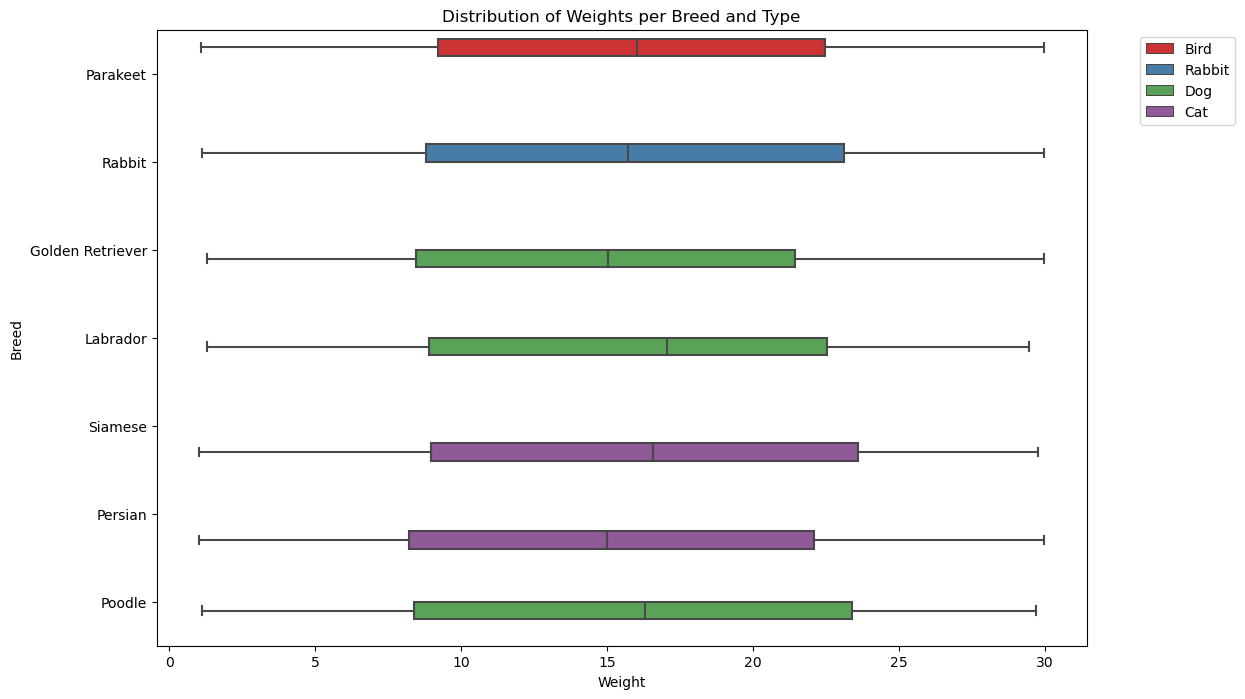 Distribution of Weights per Breed and Type
Bird
Rabbit
Dog
Cat
Breed
Parakeet
Rabbit
Golden Retriever
Labrador
Siamese
Persian
Poodle
0 5 10 15 20 25 30
Weight